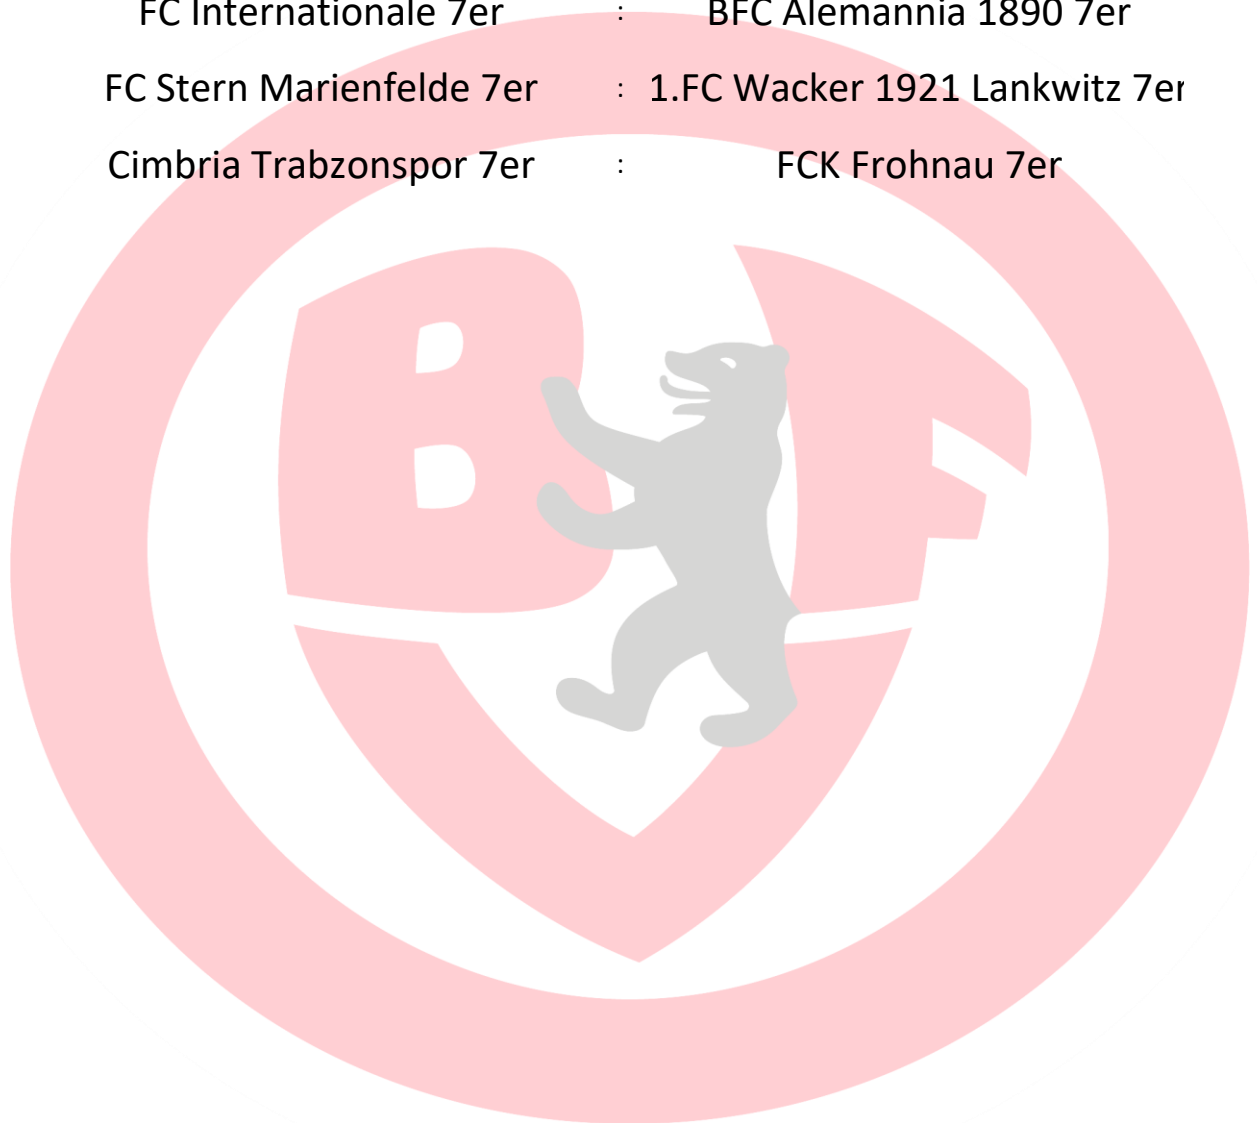 FC Internationale 7er : BFC Alemannia 1890 7er
FC Stern Marienfelde 7er : 1.FC Wacker 1921 Lankwitz 7er
Cimbria Trabzonspor 7er : FCK Frohnau 7er
B F